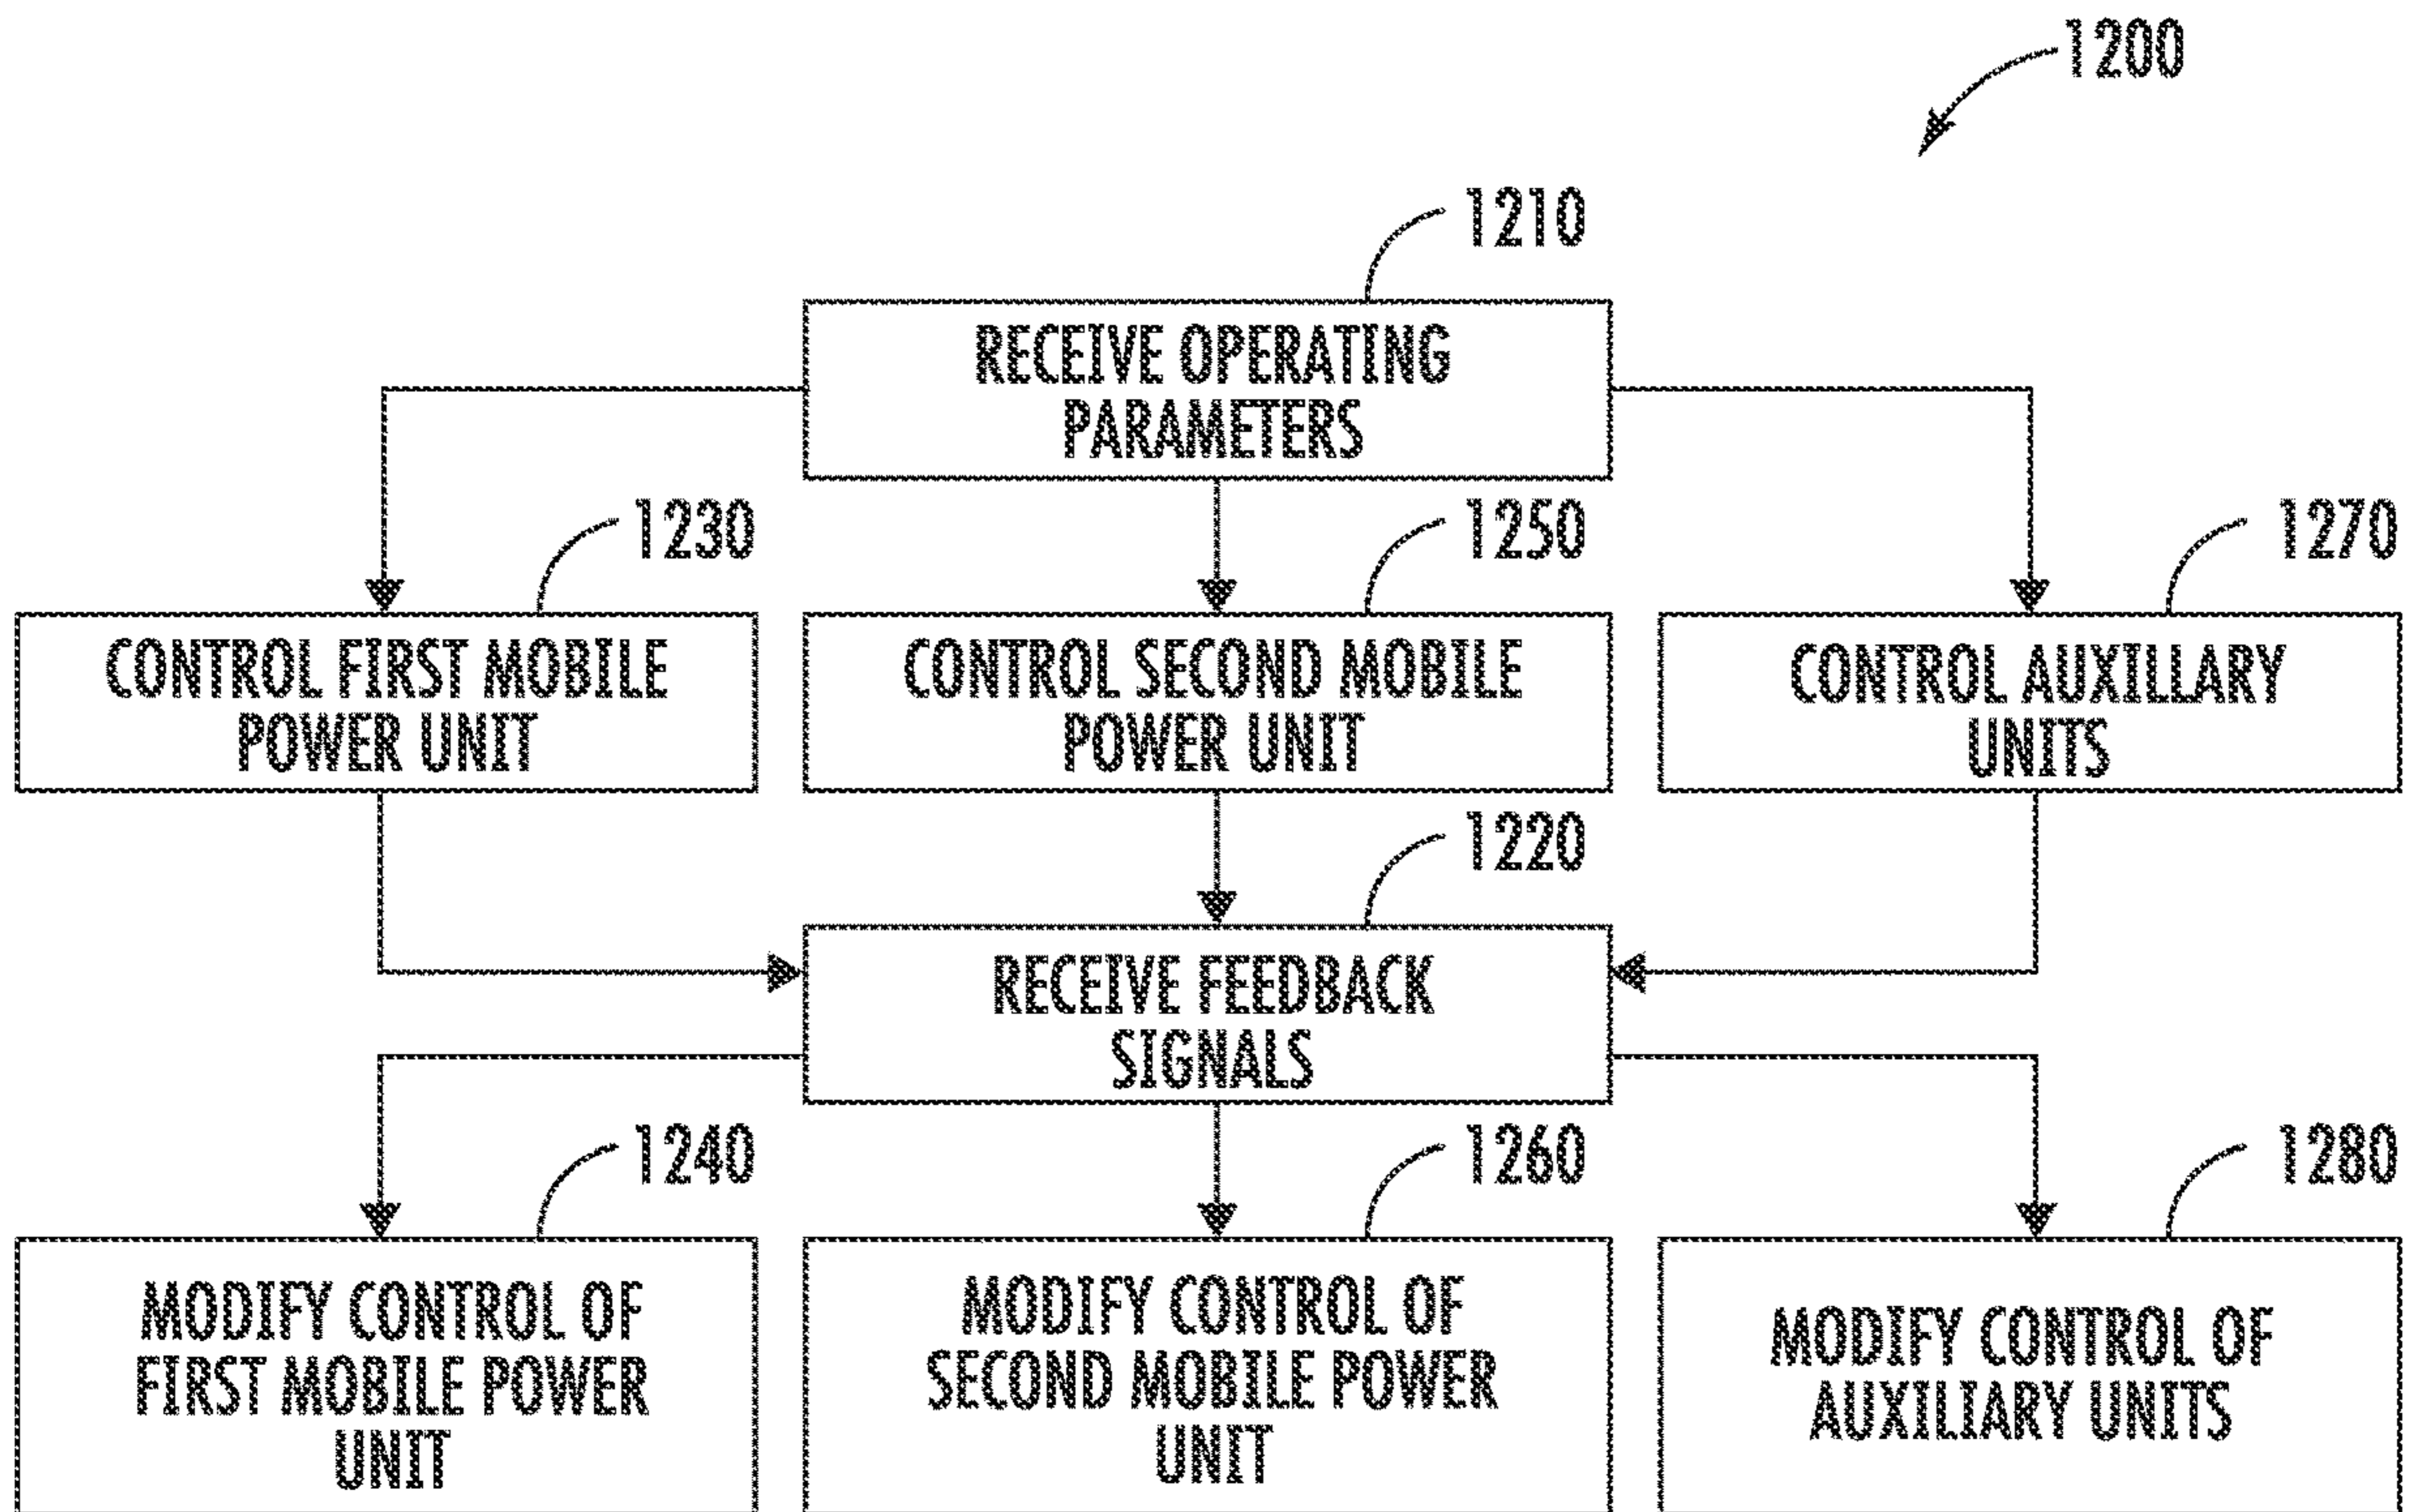 1200
1210
RECEIVE OPERATING
PARAMETERS
1230
1250
1270
CONTROL FIRST MOBILE
POWER UNIT
CONTROL SECOND MOBILE
POWER UNIT
CONTROL AUXILLARY
UNITS
1220
RECEIVE FEEDBACK
SIGNALS
1240
1260
1280
MODIFY CONTROL OF
FIRST MOBILE POWER
UNIT
MODIFY CONTROL OF
SECOND MOBILE POWER
UNIT
MODIFY CONTROL OF
AUXILIARY UNITS